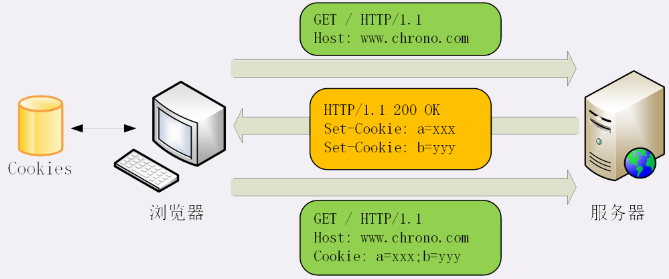 GET / HTTP/1.1
Host: www.chrono.com
HTTP/1.1 200 OK
Set-Cookie: a=xxx
Set-Cookie: b=yyy
Cookies
浏览器
服务器
GET / HTTP/1.1
Host: www.chrono.com
Cookie: a=xxx;b=yyy